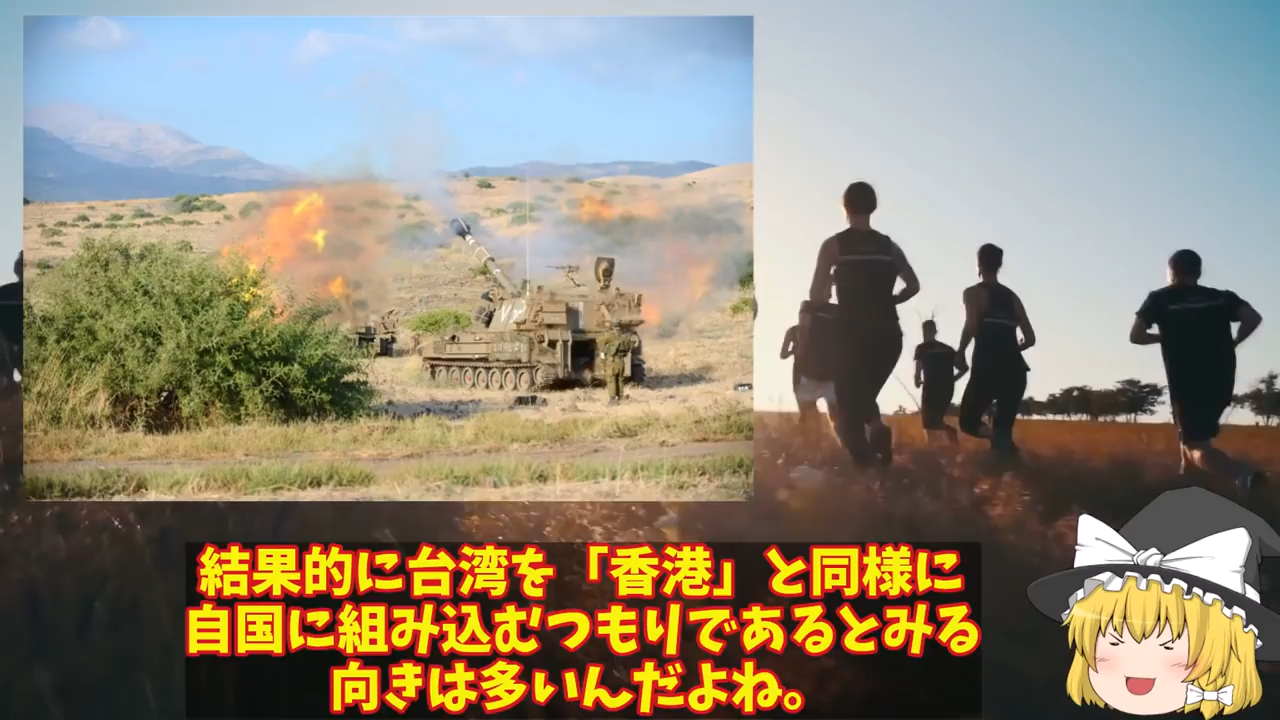 結果的に台湾を「香港」と同様に
自国に組み込むつもりであるとみる
向きは多いんだよね。